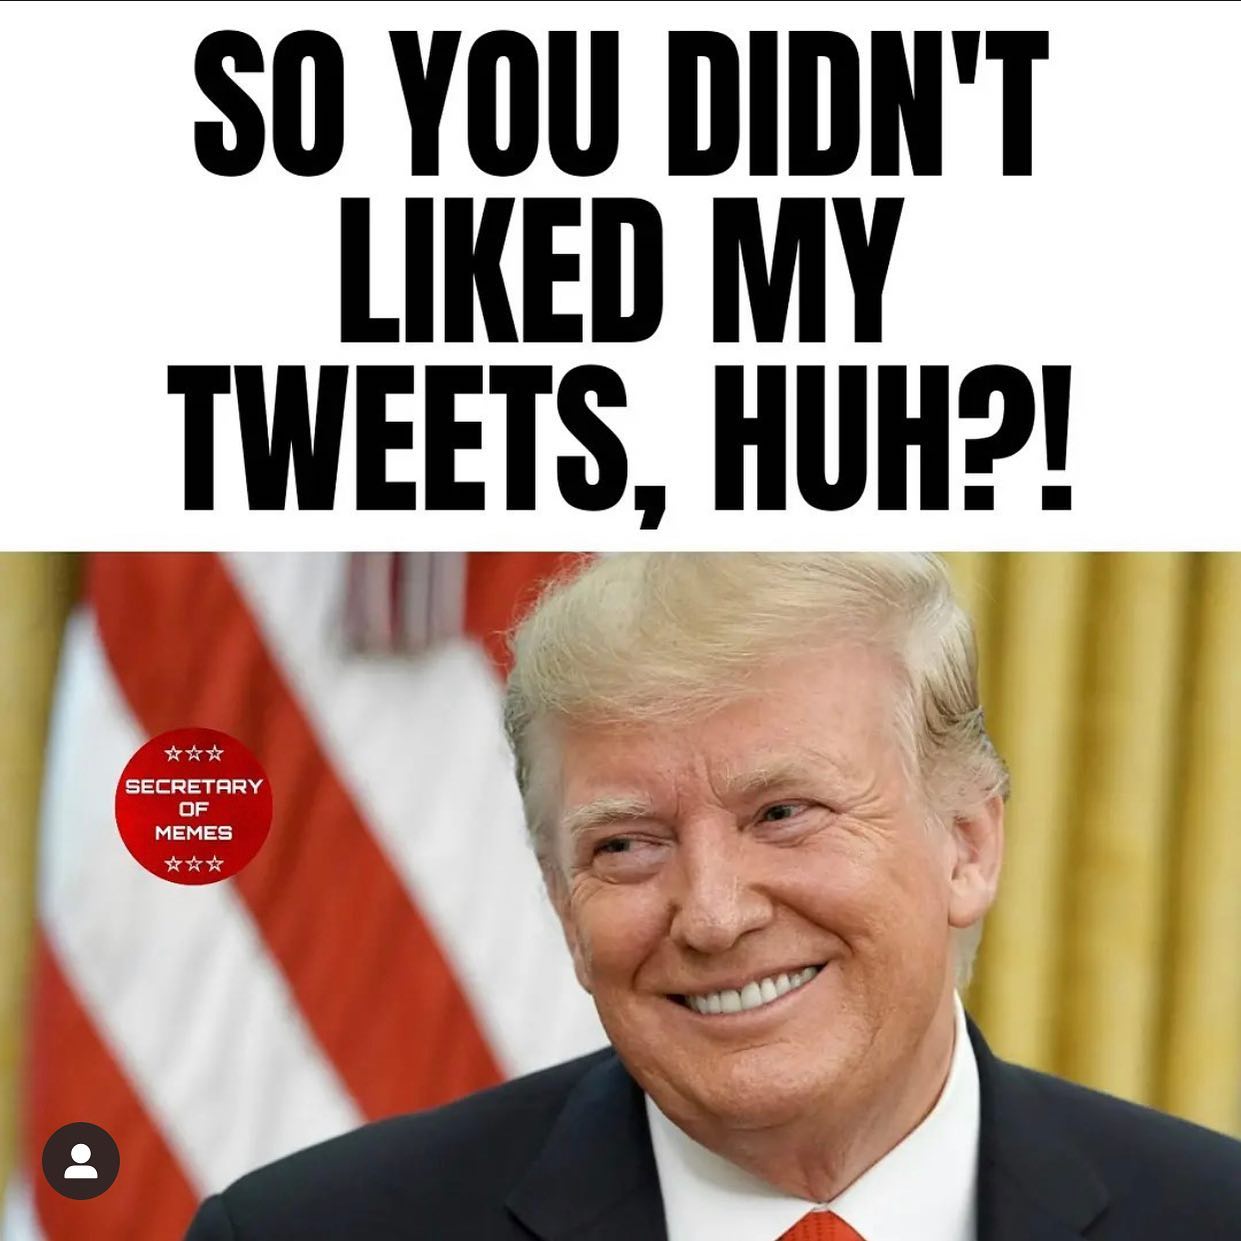 SO YOU DIDN'T
LIKED MY
TWEETS, HUH?!
SECRETARY
OF
MEMES